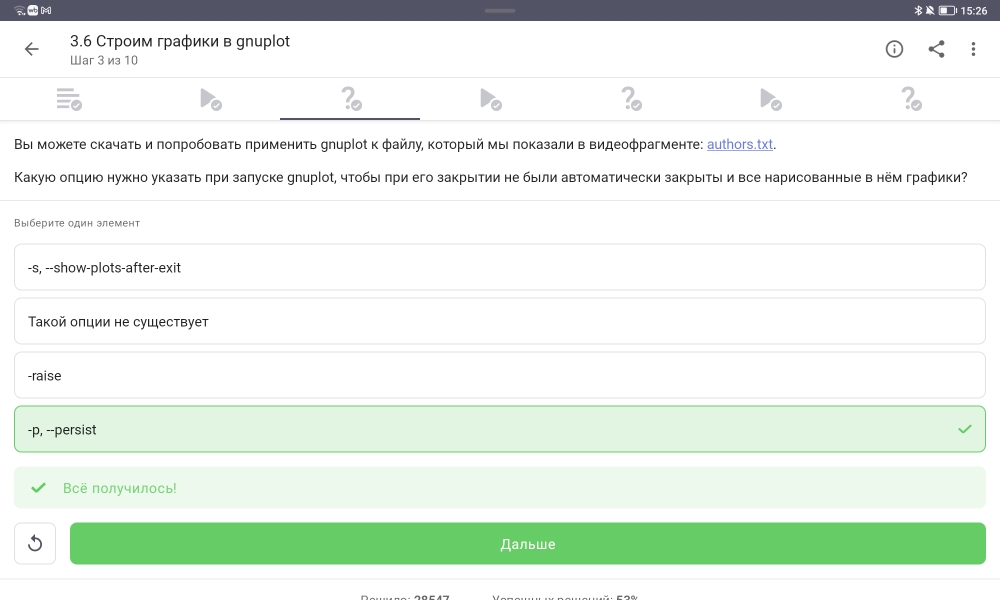 15:26
3.6 Строим графики в gnuplot
Шаг 3 из 10
Вы можете скачать и попробовать применить gnuplot к файлу, который мы показали в видеофрагменте: authors.txt.
Какую опцию нужно указать при запуске gnuplot, чтобы при его закрытии не были автоматически закрыты и все нарисованные в нём графики?
Выберите один элемент
-s, --show-plots-after-exit
Такой опции не существует
-raise
-p, --persist
Всё получилось!
Дальше
Решило: 28547 Успешных решений: 53%